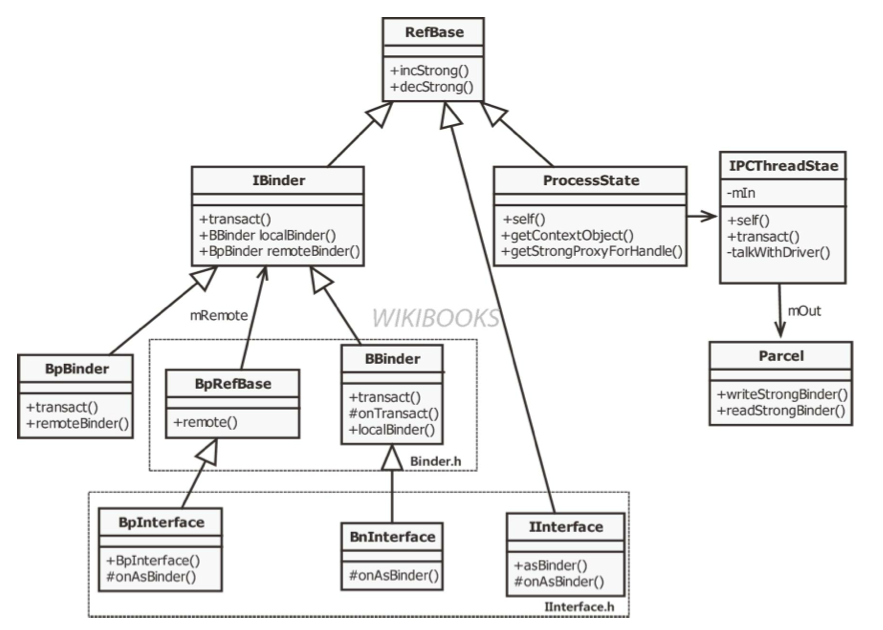 RefBase
+incStrong()
+decStrong()
IBinder
+transact()
+BBinder localBinder()
+BpBinder remoteBinder()
ProcessState
+self()
+getContextObject()
+getStrongProxyForHandle()
IPCThreadStae
-mIn
+self()
+transact()
-talkWithDriver()
mRemote
WIKIBOOKS
mOut
BpBinder
+transact()
+remoteBinder()
BpRefBase
+remote()
BBinder
+transact()
#onTransact()
+localBinder()
Binder.h
Parcel
+writeStrongBinder()
+readStrongBinder()
BpInterface
+BpInterface()
#onAsBinder()
BnInterface
#onAsBinder()
IInterface
+asBinder()
#onAsBinder()
IInterface.h